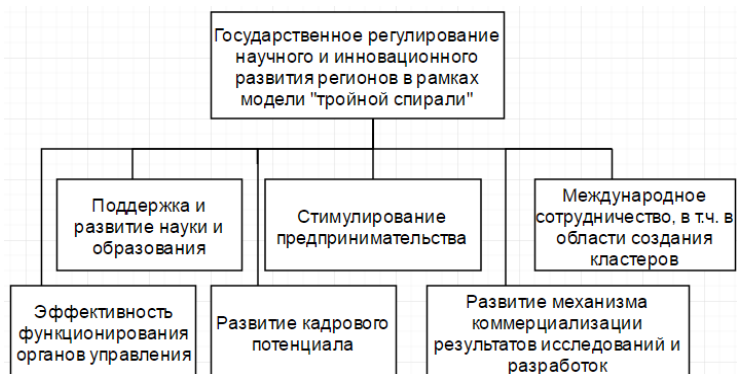 Государственное регулирование
научного и инновационного
развития регионов в рамках
модели "тройной спирали"
Поддержка и
развитие науки и
образования
Стимулирование
предпринимательства
Международное
сотрудничество, в т.ч. в
области создания
кластеров
Эффективность
функционирования
органов управления
Развитие кадрового
потенциала
Развитие механизма
коммерциализации
результатов исследований и
разработок